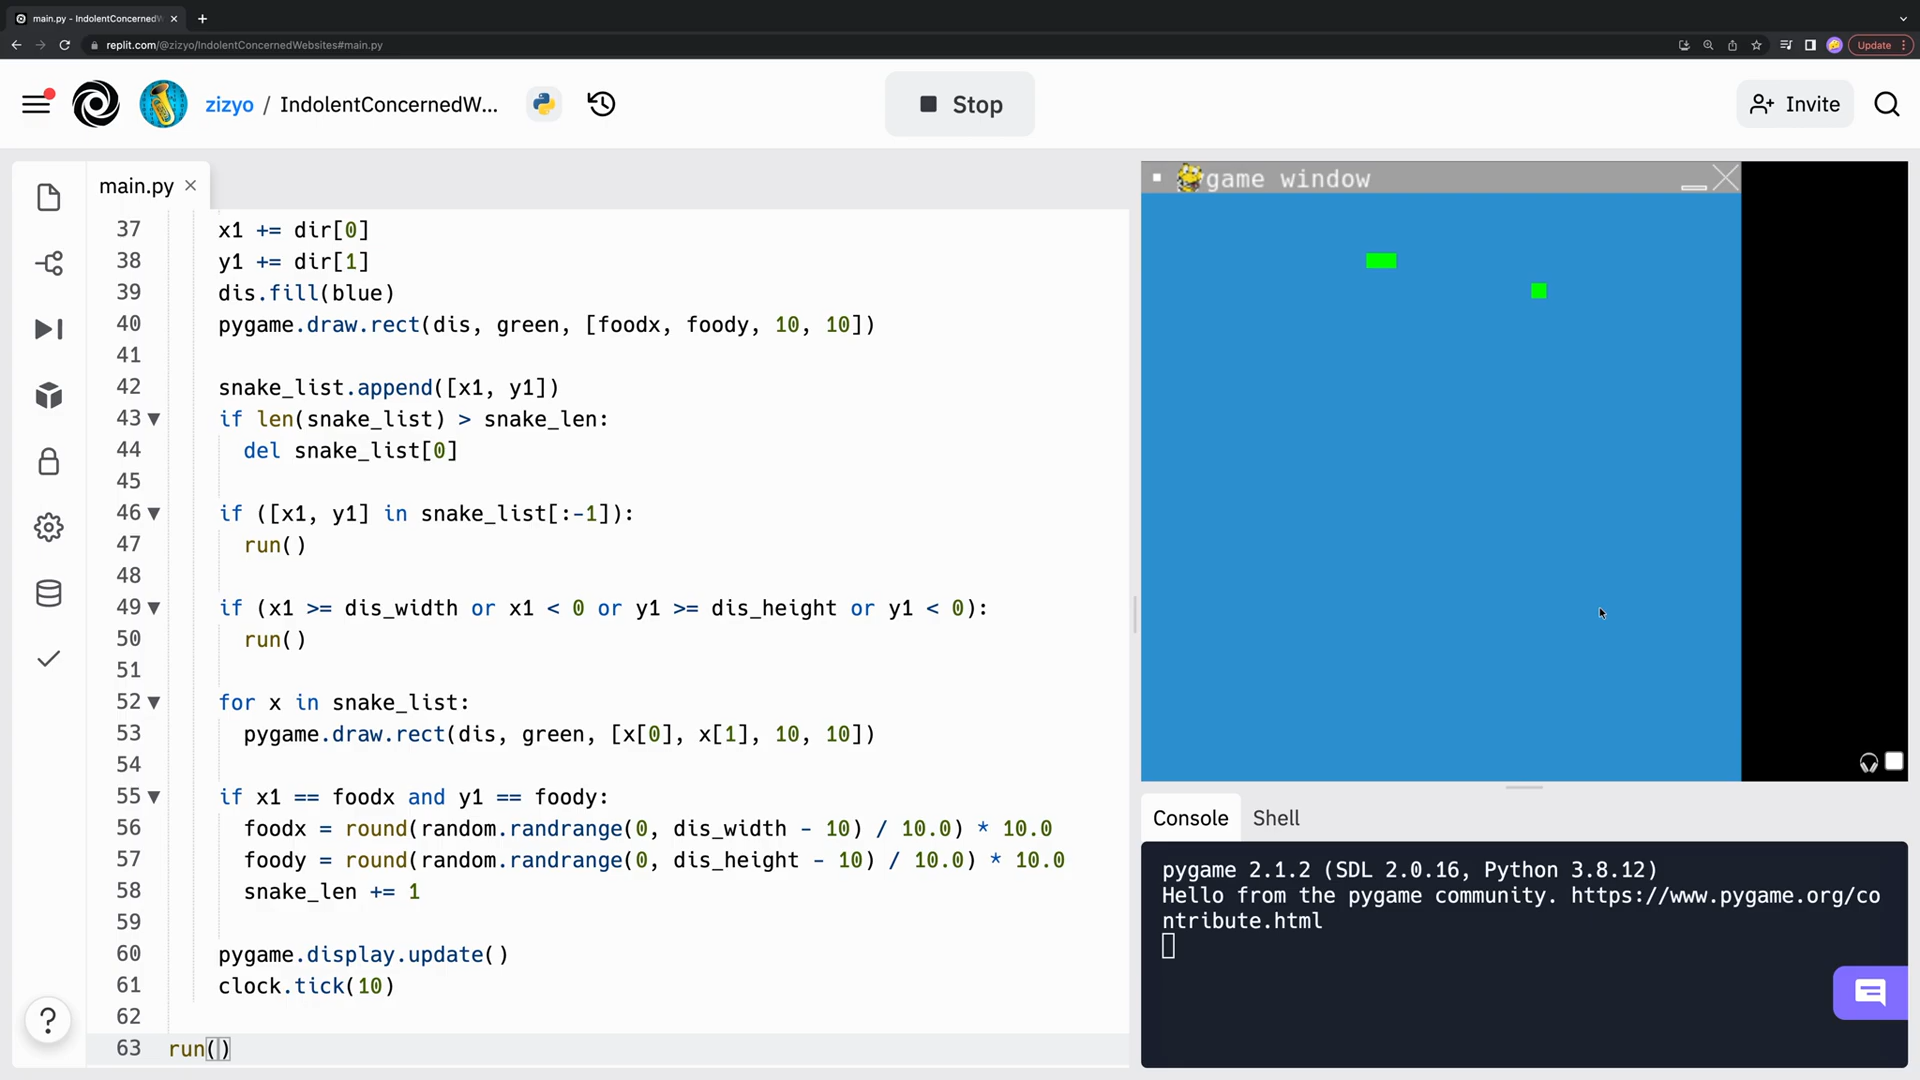 main.py - IndolentConcernedW
replit.com/@zizyo/IndolentConcernedWebsites#main.py
Update
zizyo / IndolentConcernedW...
Stop
Invite
main.py
37 x1 += dir[0]
38 y1 += dir[1]
39 dis.fill(blue)
40 pygame.draw.rect(dis, green, [foodx, foody, 10, 10])
41
42 snake_list.append([x1, y1])
43 if len(snake_list) > snake_len:
44 del snake_list[0]
45
46 if ([x1, y1] in snake_list[:-1]):
47 run()
48
49 if (x1 >= dis_width or x1 < 0 or y1 >= dis_height or y1 < 0):
50 run()
51
52 for x in snake_list:
53 pygame.draw.rect(dis, green, [x[0], x[1], 10, 10])
54
55 if x1 == foodx and y1 == foody:
56 foodx = round(random.randrange(0, dis_width - 10) / 10.0) * 10.0
57 foody = round(random.randrange(0, dis_height - 10) / 10.0) * 10.0
58 snake_len += 1
59
60 pygame.display.update()
61 clock.tick(10)
62
63 run()
?
game window
Console
Shell
pygame 2.1.2 (SDL 2.0.16, Python 3.8.12)
Hello from the pygame community. https://www.pygame.org/co
ntribute.html